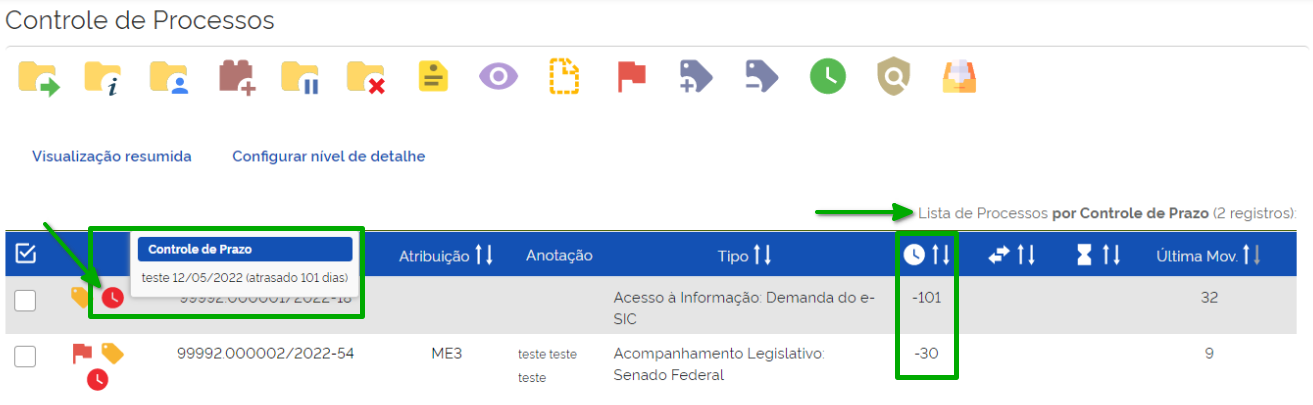 Controle de Processos
Visualização resumida Configurar nível de detalhe
Lista de Processos por Controle de Prazo (2 registros):
Controle de Prazo
teste 12/05/2022 (atrasado 101 dias)
Atribuição Anotação Tipo Última Mov.
99992.000001/2022-18 Acesso à Informação: Demanda do e- -101 32
SIC
99992.000002/2022-54 ME3 teste teste Acompanhamento Legislativo: -30 9
teste Senado Federal